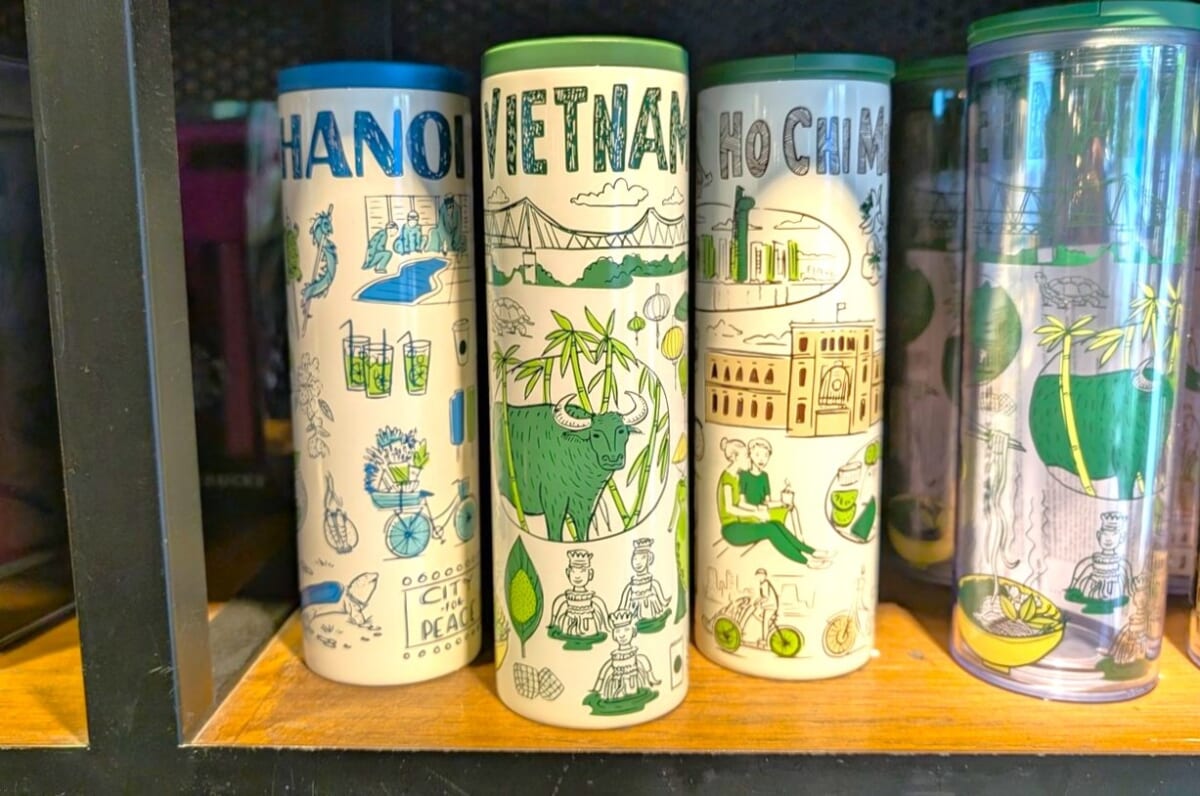 HANOI
CITY
FOR
PEACE
VIETNAM
HO CHI M